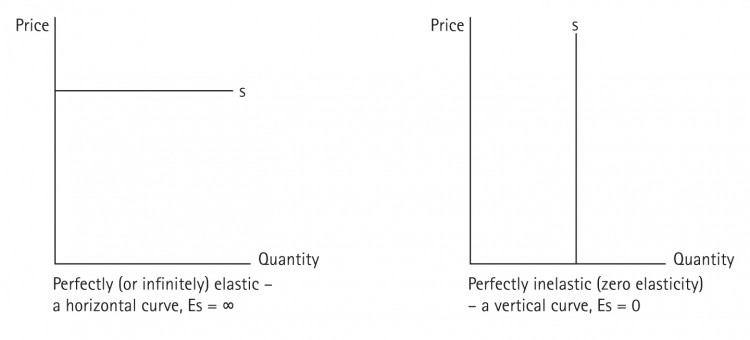 Price
s
Quantity
Perfectly (or infinitely) elastic –
a horizontal curve, Es = ∞
Price
s
Quantity
Perfectly inelastic (zero elasticity)
– a vertical curve, Es = 0